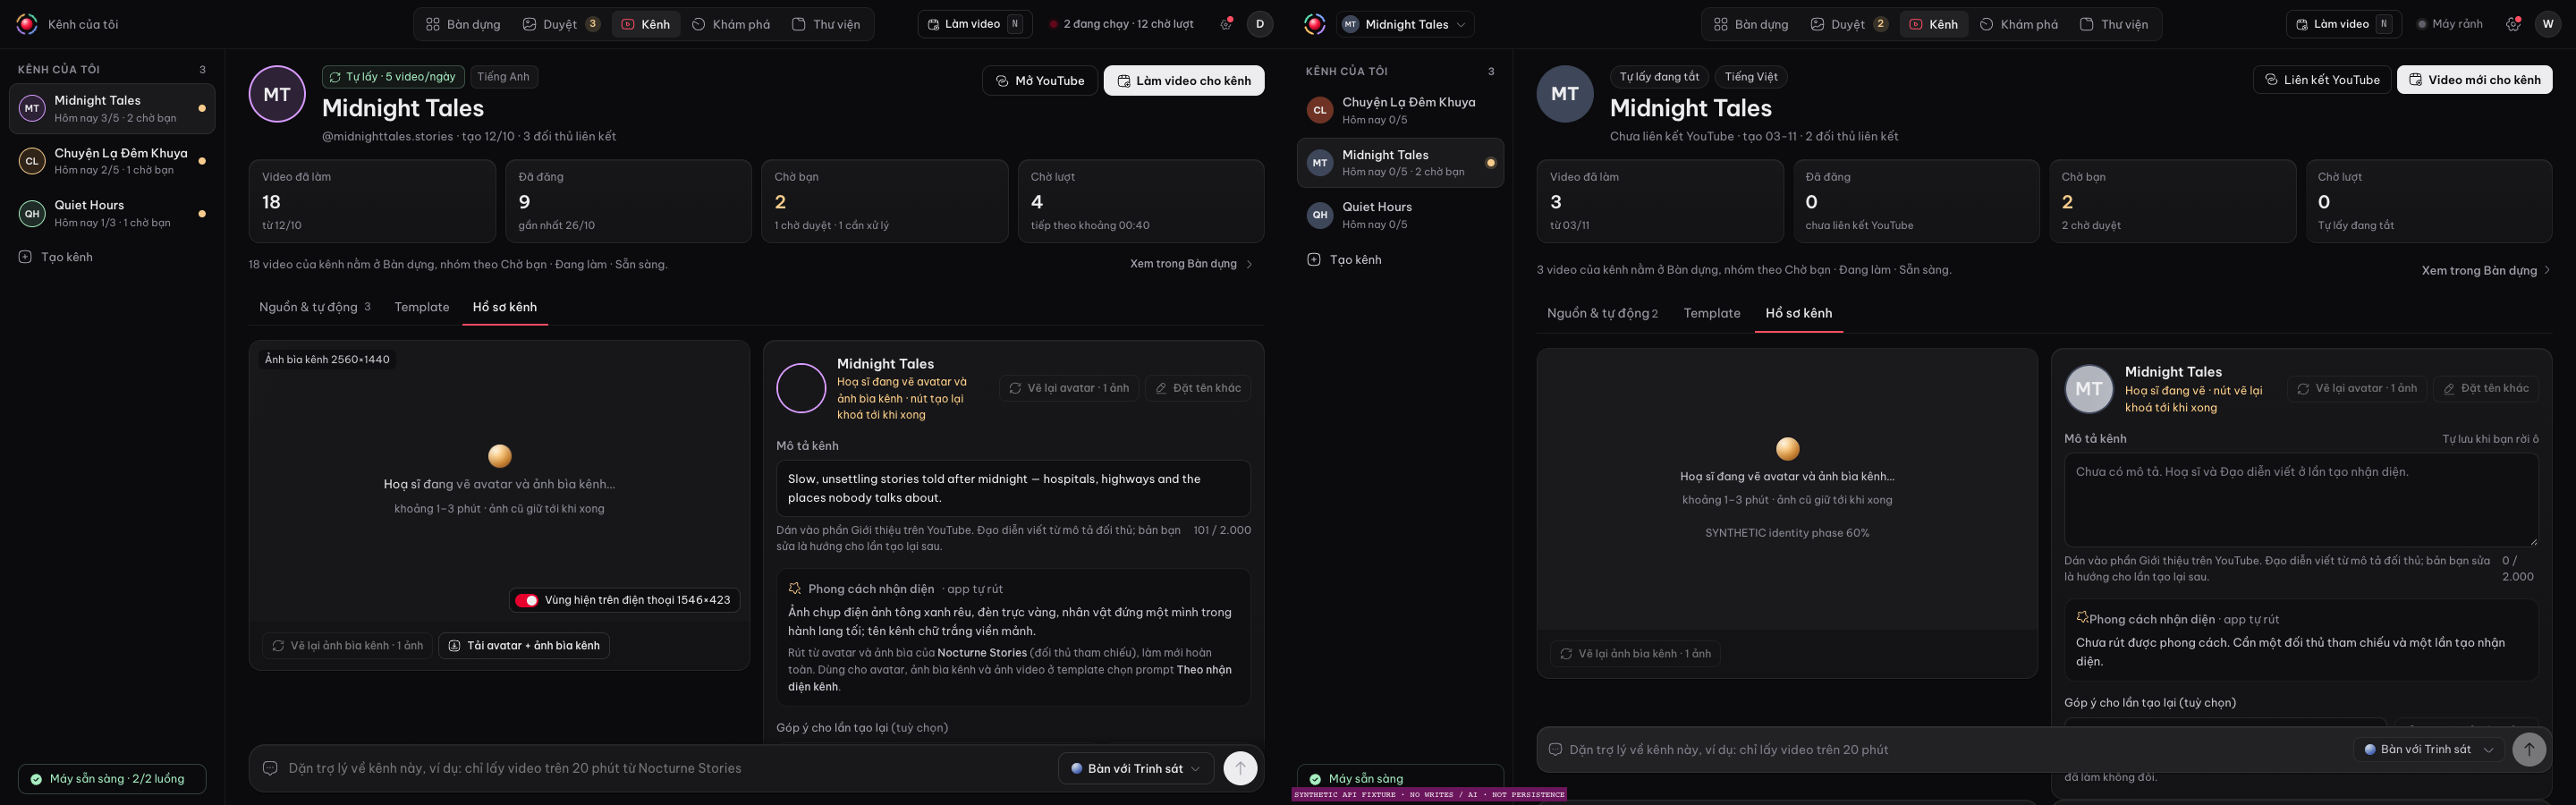 Kênh của tôi
Bàn dựng
Duyệt 3
Kênh
Khám phá
Thư viện
Làm video N
2 đang chạy · 12 chờ lượt
D
KÊNH CỦA TÔI 3
MT
Midnight Tales
Hôm nay 3/5 · 2 chờ bạn
CL
Chuyện Lạ Đêm Khuya
Hôm nay 2/5 · 1 chờ bạn
QH
Quiet Hours
Hôm nay 1/3 · 1 chờ bạn
Tạo kênh
Máy sẵn sàng · 2/2 luồng
MT
Tự lấy · 5 video/ngày
Tiếng Anh
Midnight Tales
@midnighttales.stories · tạo 12/10 · 3 đối thủ liên kết
Mở YouTube
Làm video cho kênh
Video đã làm
18
từ 12/10
Đã đăng
9
gần nhất 26/10
Chờ bạn
2
1 chờ duyệt · 1 cần xử lý
Chờ lượt
4
tiếp theo khoảng 00:40
18 video của kênh nằm ở Bàn dựng, nhóm theo Chờ bạn · Đang làm · Sẵn sàng.
Xem trong Bàn dựng
Nguồn & tự động 3
Template
Hồ sơ kênh
Ảnh bìa kênh 2560×1440
Hoạ sĩ đang vẽ avatar và ảnh bìa kênh…
khoảng 1–3 phút · ảnh cũ giữ tới khi xong
Vùng hiện trên điện thoại 1546×423
Vẽ lại ảnh bìa kênh · 1 ảnh
Tải avatar + ảnh bìa kênh
Midnight Tales
Hoạ sĩ đang vẽ avatar và
ảnh bìa kênh · nút tạo lại
khoá tới khi xong
Vẽ lại avatar · 1 ảnh
Đặt tên khác
Mô tả kênh
Slow, unsettling stories told after midnight — hospitals, highways and the
places nobody talks about.
Dán vào phần Giới thiệu trên YouTube. Đạo diễn viết từ mô tả đối thủ; bản bạn
sửa là hướng cho lần tạo lại sau.
101 / 2.000
Phong cách nhận diện · app tự rút
Ảnh chụp điện ảnh tông xanh rêu, đèn trực vàng, nhân vật đứng một mình trong
hành lang tối; tên kênh chữ trắng viền mảnh.
Rút từ avatar và ảnh bìa của Nocturne Stories (đối thủ tham chiếu), làm mới hoàn
toàn. Dùng cho avatar, ảnh bìa kênh và ảnh video ở template chọn prompt Theo nhận
diện kênh.
Góp ý cho lần tạo lại (tuỳ chọn)
Dặn trợ lý về kênh này, ví dụ: chỉ lấy video trên 20 phút từ Nocturne Stories
Bàn với Trinh sát
MT Midnight Tales
Bàn dựng
Duyệt 2
Kênh
Khám phá
Thư viện
Làm video N
Máy rảnh
W
KÊNH CỦA TÔI 3
CL
Chuyện Lạ Đêm Khuya
Hôm nay 0/5
MT
Midnight Tales
Hôm nay 0/5 · 2 chờ bạn
QH
Quiet Hours
Hôm nay 0/5
Tạo kênh
Máy sẵn sàng
SYNTHETIC API FIXTURE · NO WRITES / AI · NOT PERSISTENCE
MT
Tự lấy đang tắt
Tiếng Việt
Midnight Tales
Chưa liên kết YouTube · tạo 03-11 · 2 đối thủ liên kết
Liên kết YouTube
Video mới cho kênh
Video đã làm
3
từ 03/11
Đã đăng
0
chưa liên kết YouTube
Chờ bạn
2
2 chờ duyệt
Chờ lượt
0
Tự lấy đang tắt
3 video của kênh nằm ở Bàn dựng, nhóm theo Chờ bạn · Đang làm · Sẵn sàng.
Xem trong Bàn dựng
Nguồn & tự động 2
Template
Hồ sơ kênh
Hoạ sĩ đang vẽ avatar và ảnh bìa kênh…
khoảng 1–3 phút · ảnh cũ giữ tới khi xong
SYNTHETIC identity phase 60%
Vẽ lại ảnh bìa kênh · 1 ảnh
MT
Midnight Tales
Hoạ sĩ đang vẽ · nút vẽ lại
khoá tới khi xong
Vẽ lại avatar · 1 ảnh
Đặt tên khác
Mô tả kênh
Tự lưu khi bạn rời ô
Chưa có mô tả. Hoạ sĩ và Đạo diễn viết ở lần tạo nhận diện.
Dán vào phần Giới thiệu trên YouTube. Đạo diễn viết từ mô tả đối thủ; bản bạn sửa
là hướng cho lần tạo lại sau.
0 /
2.000
Phong cách nhận diện · app tự rút
Chưa rút được phong cách. Cần một đối thủ tham chiếu và một lần tạo nhận
diện.
Góp ý cho lần tạo lại (tuỳ chọn)
Dặn trợ lý về kênh này, ví dụ: chỉ lấy video trên 20 phút
Bàn với Trinh sát
đã làm không đổi.